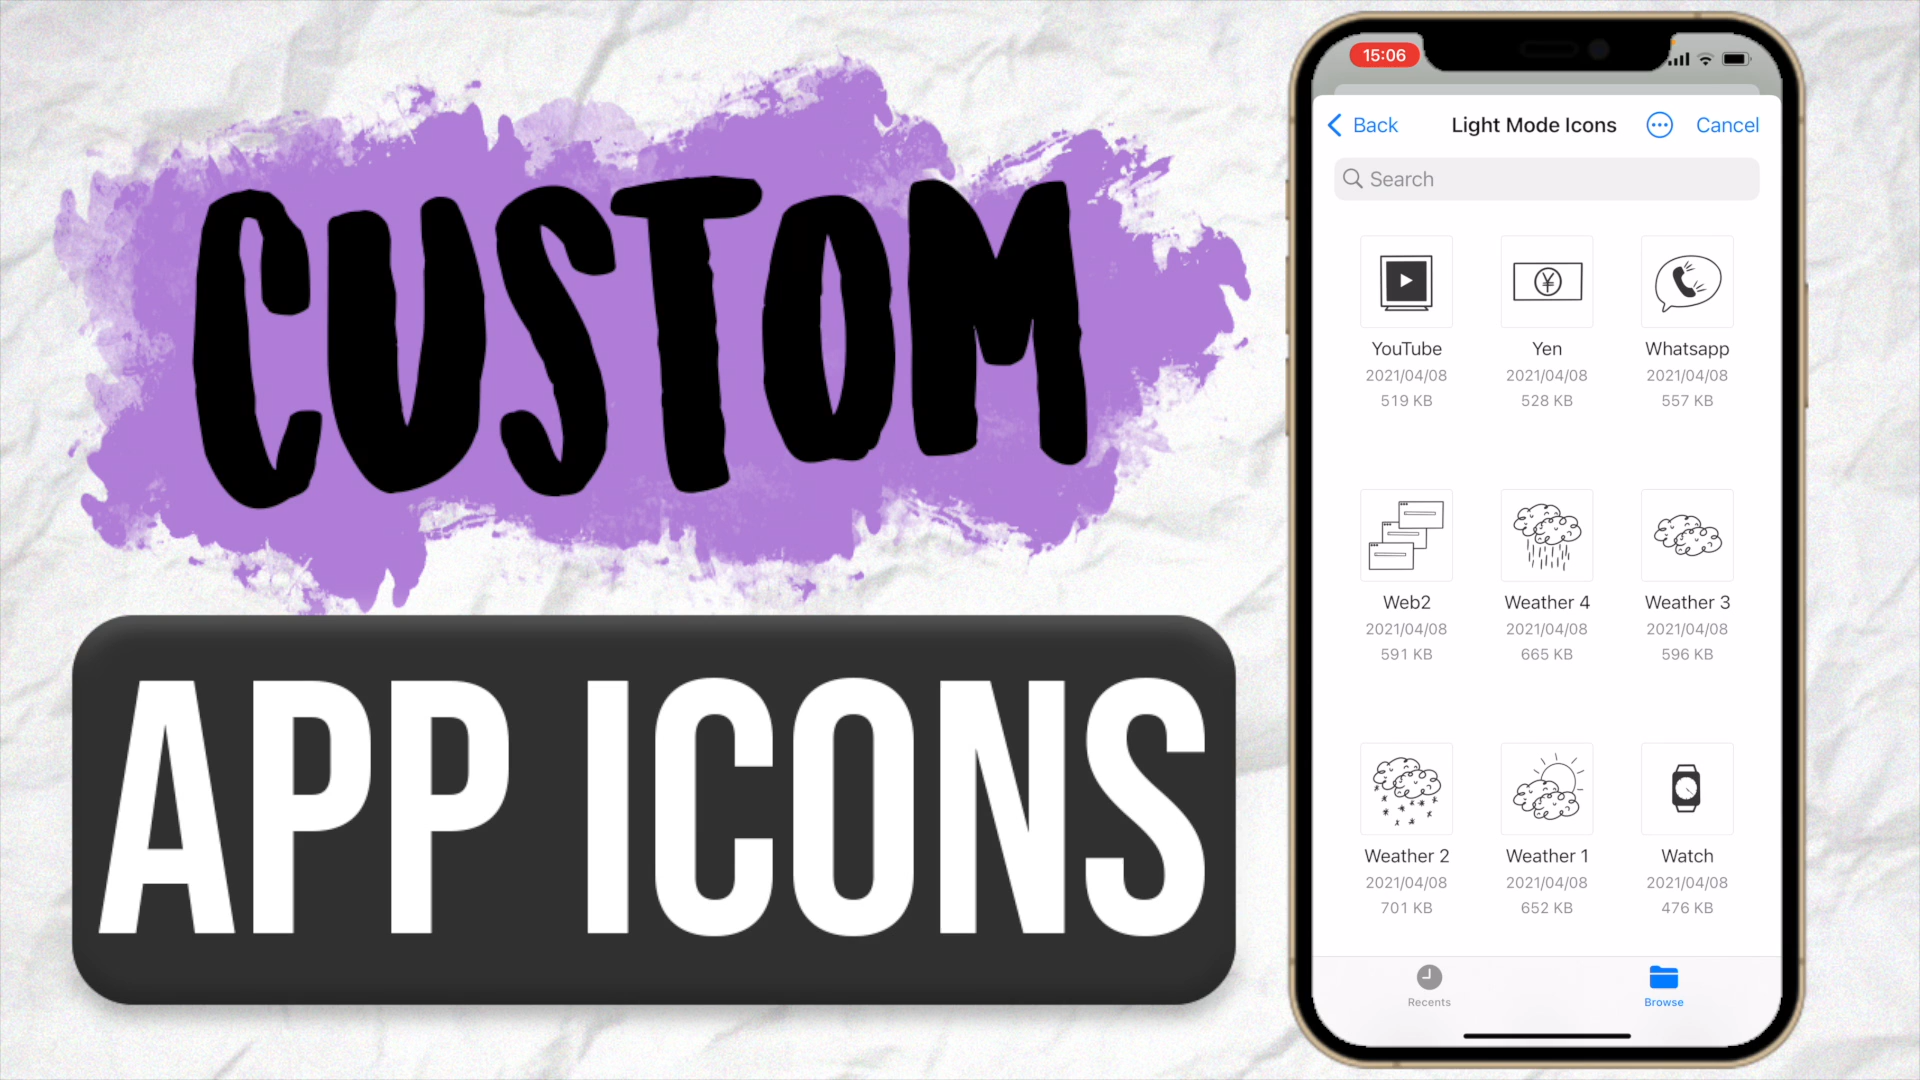 CUSTOM
APP ICONS
15:06
Back Light Mode Icons Cancel
Search
YouTube Yen Whatsapp
2021/04/08 2021/04/08 2021/04/08
519 KB 528 KB 557 KB
Web2 Weather 4 Weather 3
2021/04/08 2021/04/08 2021/04/08
591 KB 665 KB 596 KB
Weather 2 Weather 1 Watch
2021/04/08 2021/04/08 2021/04/08
701 KB 652 KB 476 KB
Recents Browse